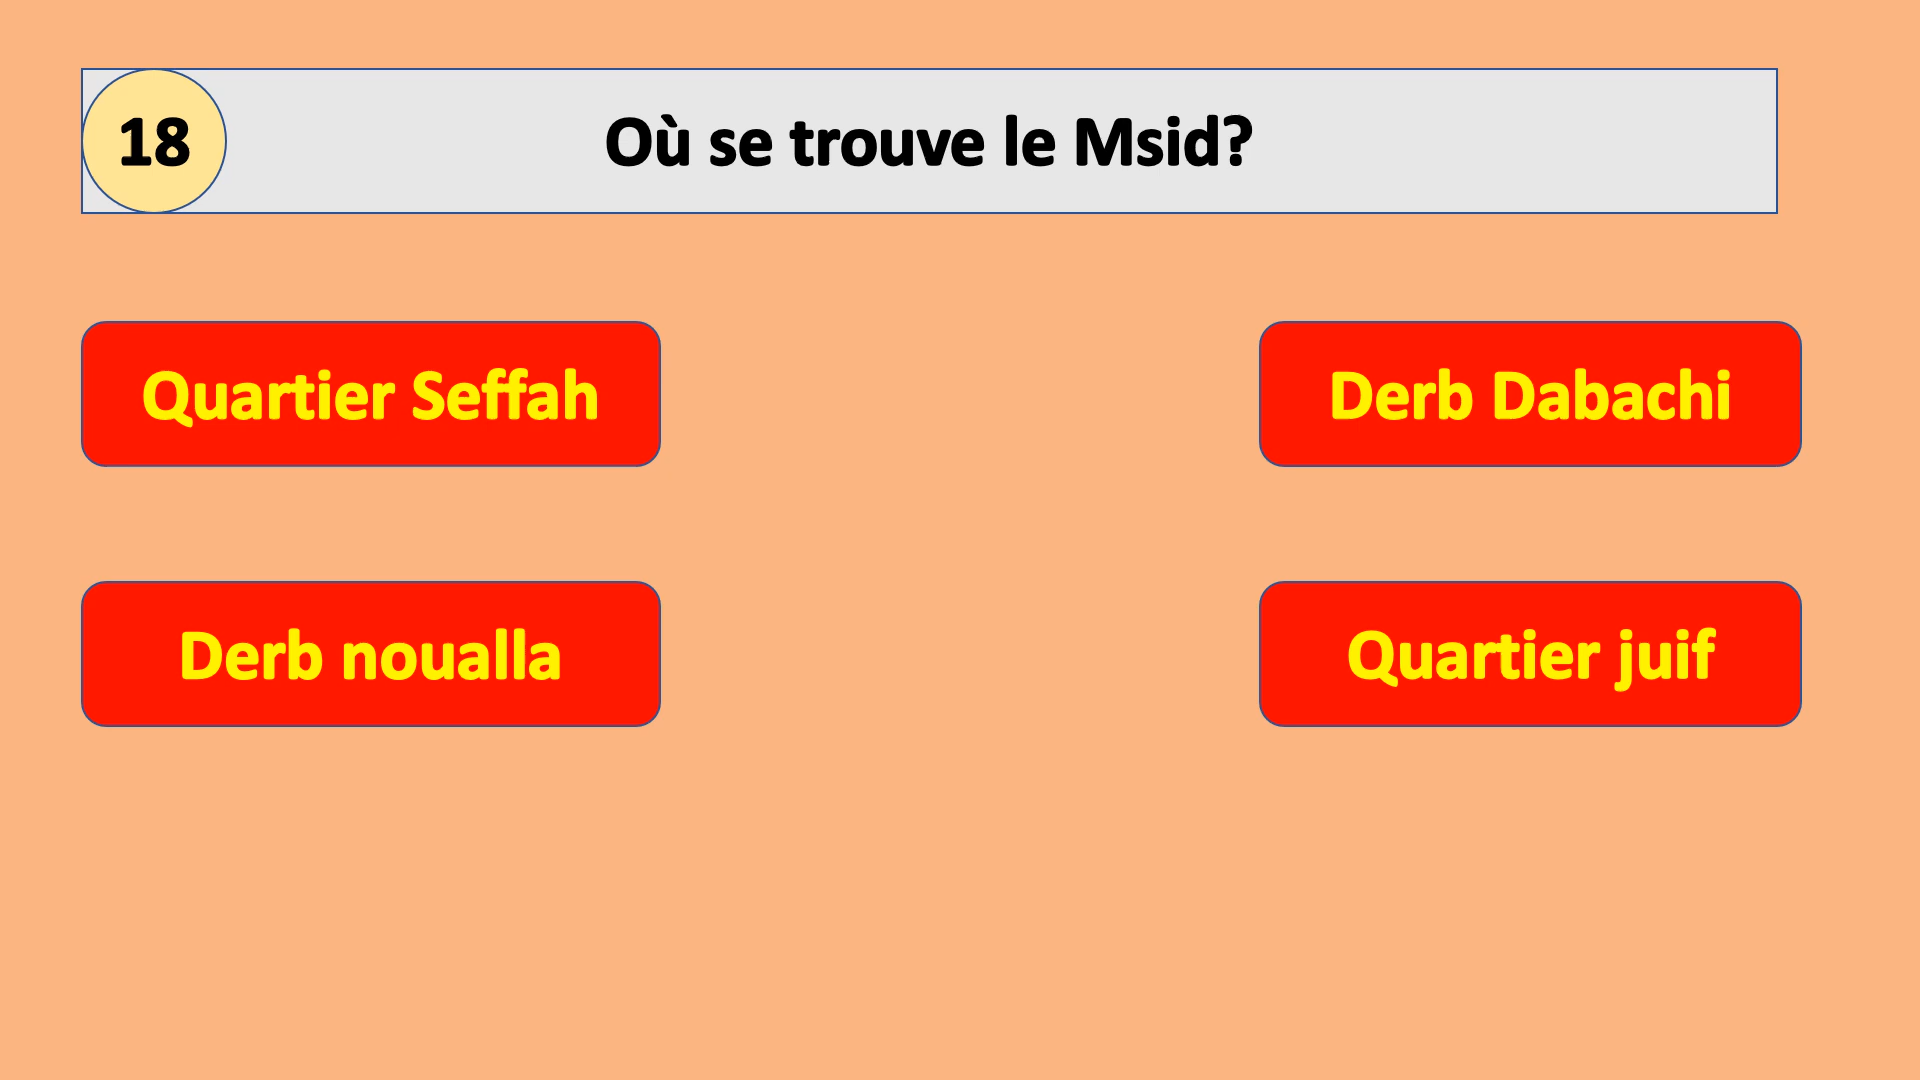 18
Où se trouve le Msid?
Quartier Seffah
Derb Dabachi
Derb noualla
Quartier juif